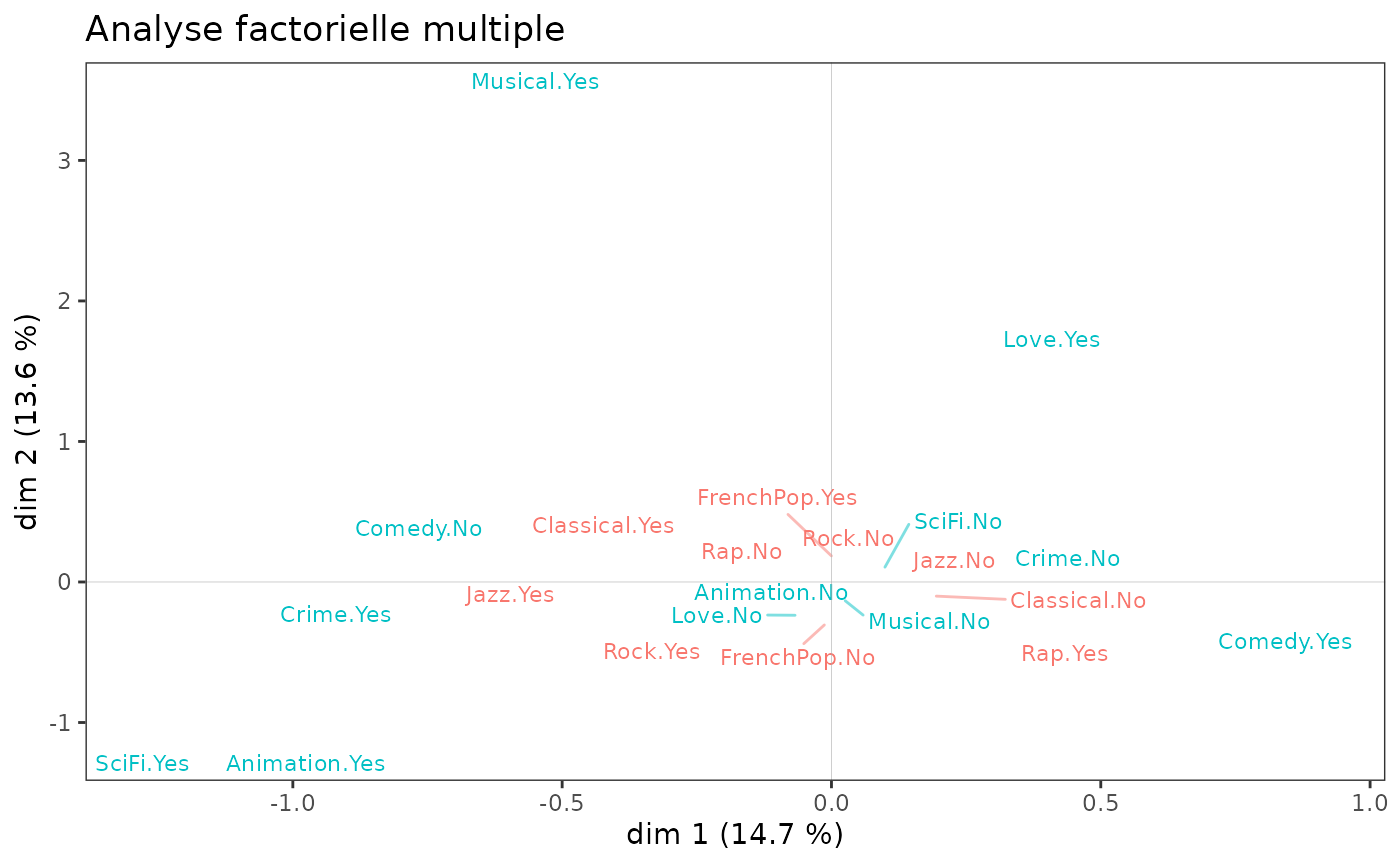 Analyse factorielle multiple
Musical.Yes
3
2
Love.Yes
1
FrenchPop.Yes
SciFi.No
Classical.Yes
Comedy.No
Rock.No
Rap.No
Crime.No
Jazz.No
0
Animation.No
Jazz.Yes
Classical.No
Crime.Yes
Love.No
Musical.No
Comedy.Yes
Rock.Yes
Rap.Yes
FrenchPop.No
-1
SciFi.Yes
Animation.Yes
-1.0
-0.5
0.0
0.5
1.0
dim 1 (14.7 %)
dim 2 (13.6 %)